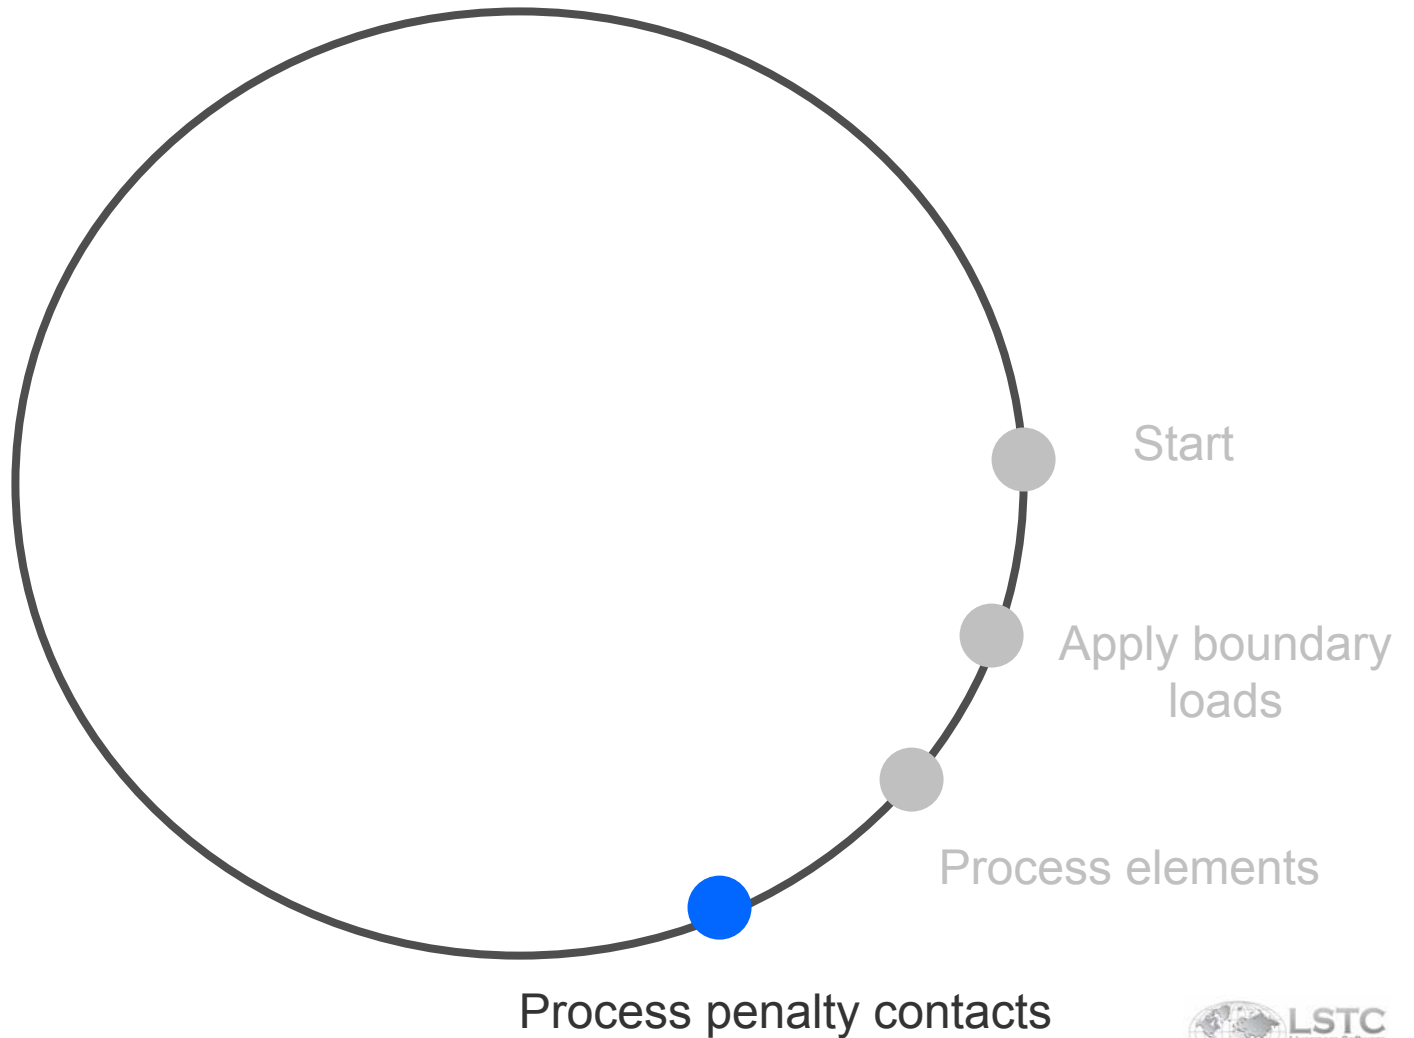 Start
Apply boundary
loads
Process elements
Process penalty contacts
LSTC